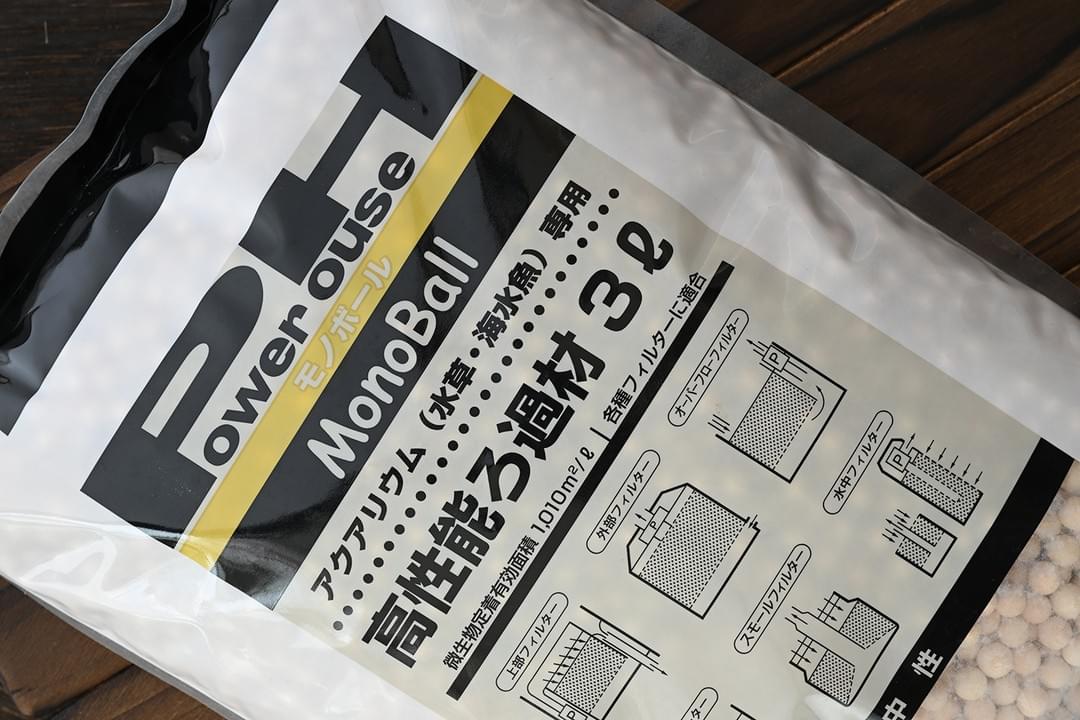 Power House
モノボール
MonoBall
アクアリウム（水草・海水魚）専用
高性能ろ過材 3ℓ
微生物定着有効面積 1,010m²/ℓ 各種フィルターに適合
オーバーフローフィルター
P
水中フィルター
P
外部フィルター
P
スモールフィルター
上部フィルター
P
中性